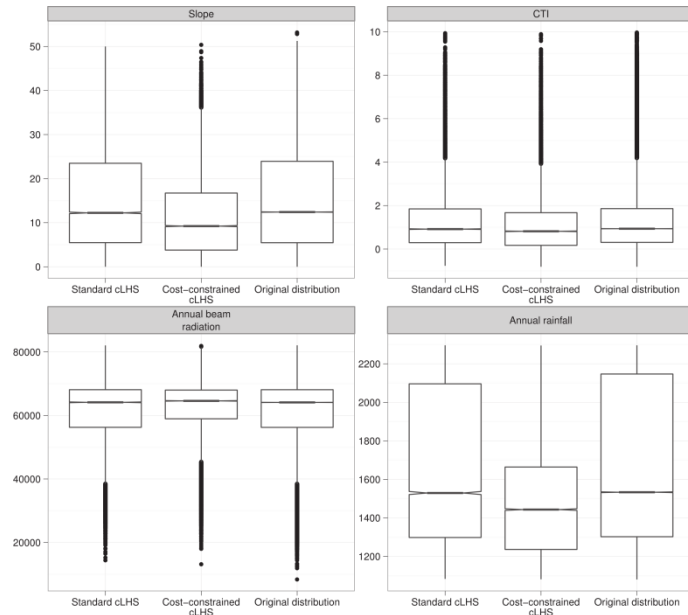 Slope
CTI
50
40
30
20
10
0
10
8
6
4
2
0
Standard cLHS
Cost−constrained
cLHS
Original distribution
Standard cLHS
Cost−constrained
cLHS
Original distribution
Annual beam
radiation
Annual rainfall
80000
60000
40000
20000
2200
2000
1800
1600
1400
1200
Standard cLHS
Cost−constrained
cLHS
Original distribution
Standard cLHS
Cost−constrained
cLHS
Original distribution